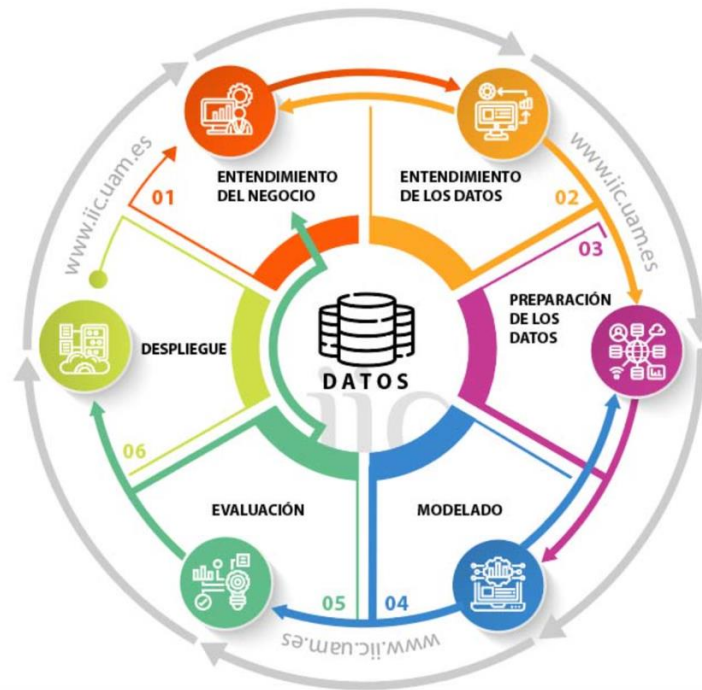 www.iic.uam.es
www.iic.uam.es
01
ENTENDIMIENTO
DEL NEGOCIO
ENTENDIMIENTO
DE LOS DATOS
02
03
PREPARACIÓN
DE LOS
DATOS
DATOS
iic
DESPLIEGUE
06
EVALUACIÓN
05
MODELADO
04
www.iic.uam.es